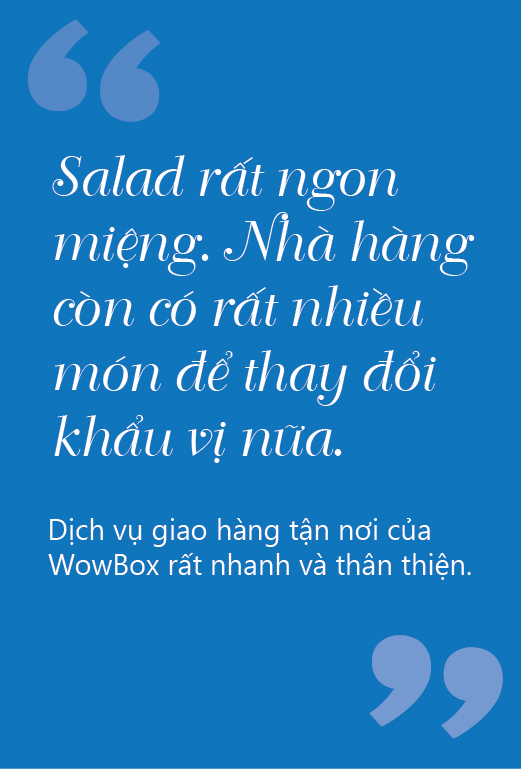 Salad rất ngon
miệng. Nhà hàng
còn có rất nhiều
món để thay đổi
khẩu vị nữa.
Dịch vụ giao hàng tận nơi của
WowBox rất nhanh và thân thiện.